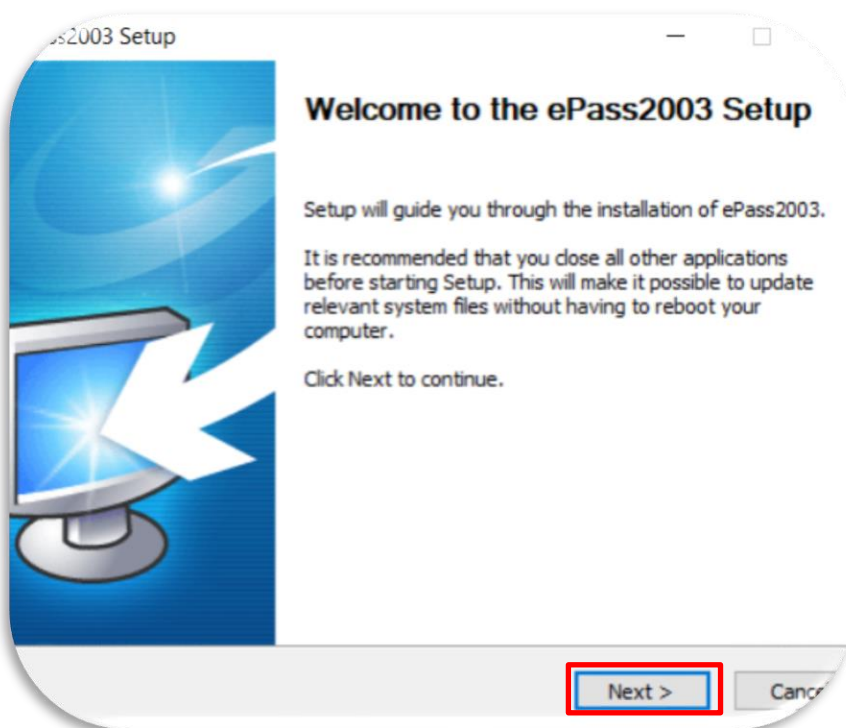 2003 Setup
Welcome to the ePass2003 Setup
Setup will guide you through the installation of ePass2003.
It is recommended that you close all other applications
before starting Setup. This will make it possible to update
relevant system files without having to reboot your
computer.
Click Next to continue.
Next > Cancel